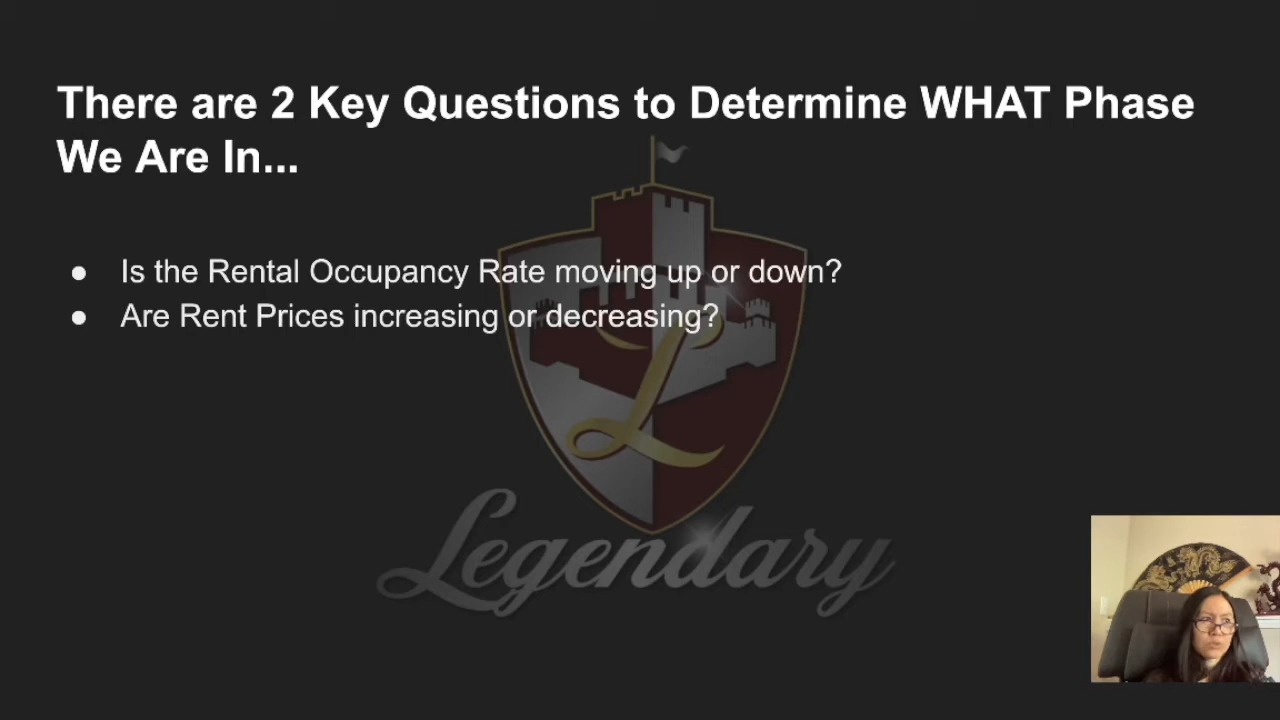 There are 2 Key Questions to Determine WHAT Phase
We Are In...
● Is the Rental Occupancy Rate moving up or down?
● Are Rent Prices increasing or decreasing?
L
Legendary